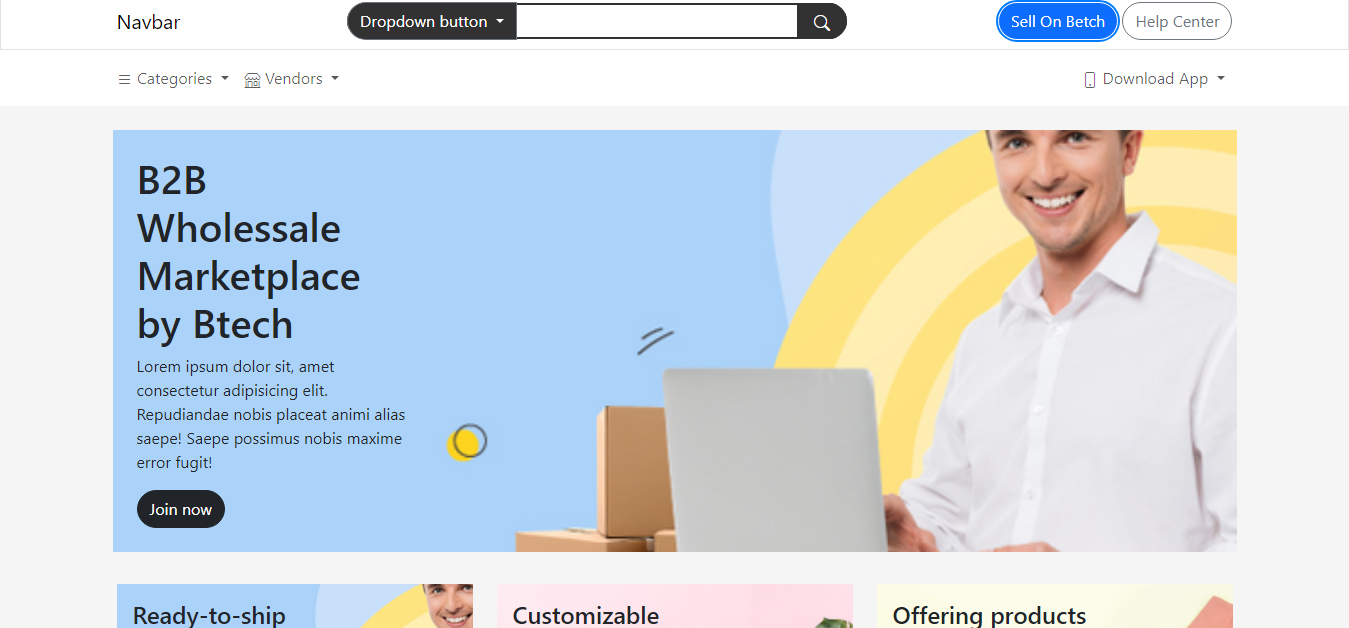 Navbar
Dropdown button
Sell On Betch
Help Center
Categories
Vendors
Download App
B2B
Wholessale
Marketplace
by Btech
Lorem ipsum dolor sit, amet
consectetur adipisicing elit.
Repudiandae nobis placeat animi alias
saepe! Saepe possimus nobis maxime
error fugit!
Join now
Ready-to-ship
Customizable
Offering products